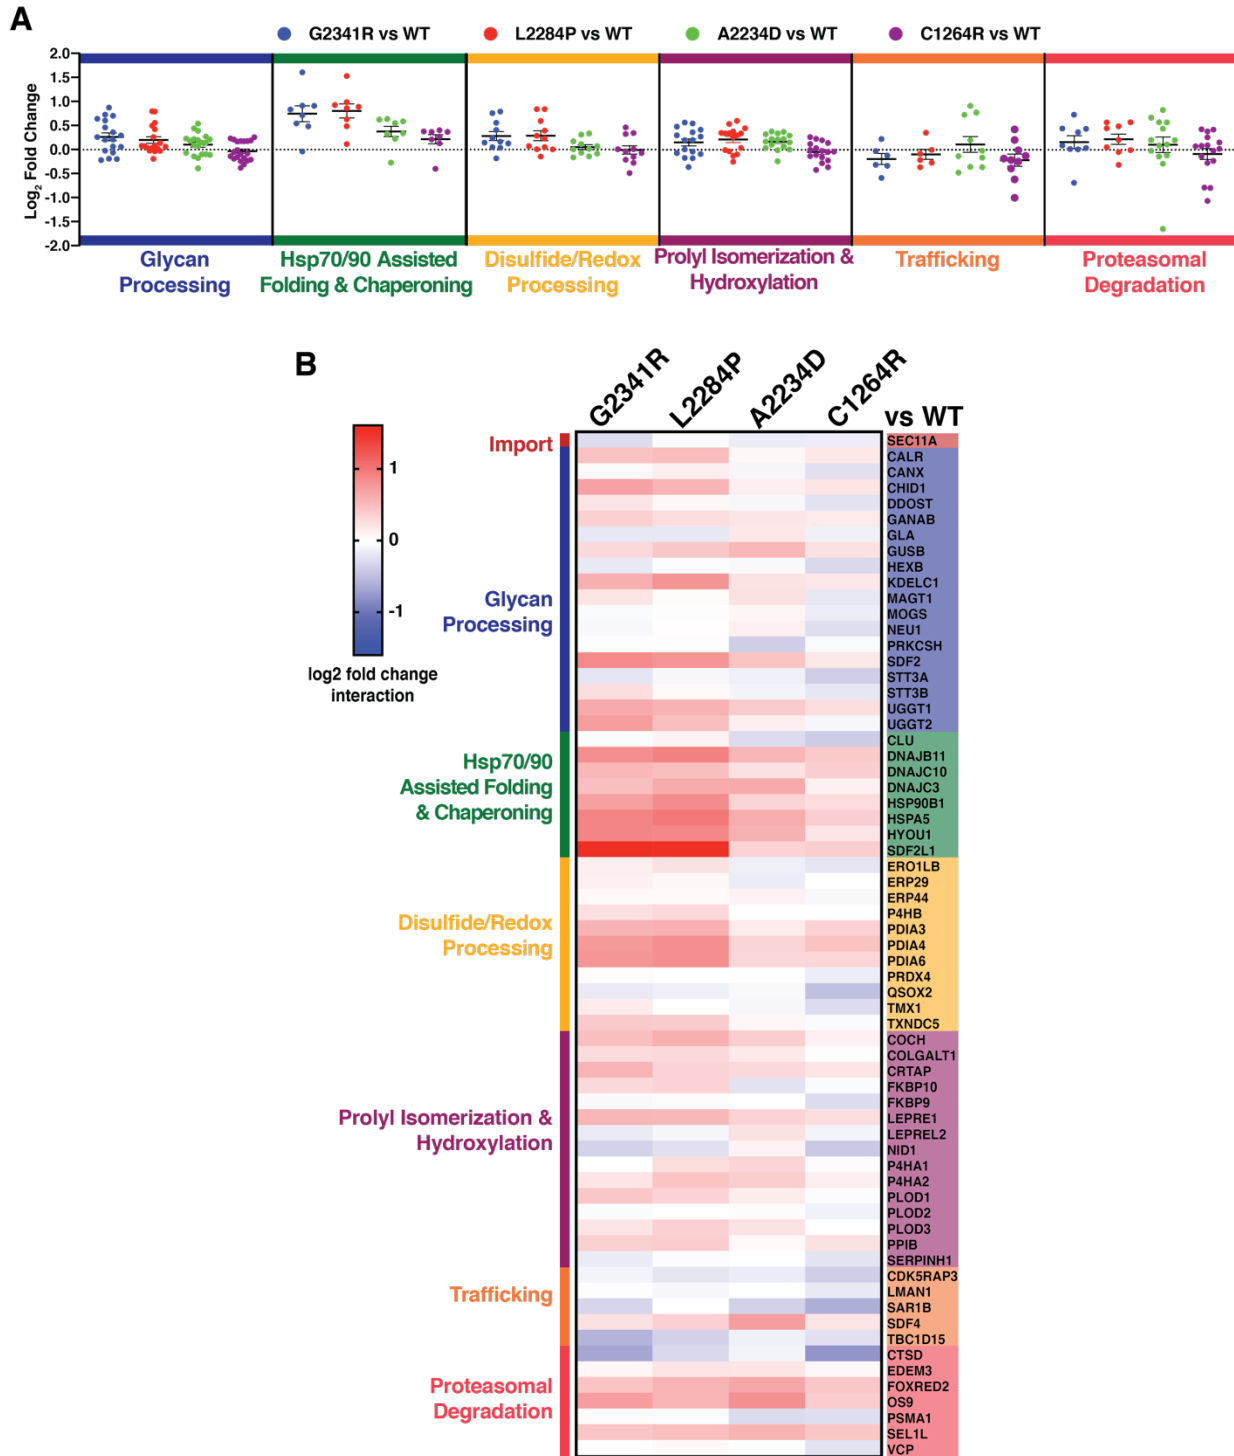 A
G2341R vs WT
L2284P vs WT
A2234D vs WT
C1264R vs WT
Log2 Fold Change
2.0
1.5
1.0
0.5
0.0
-0.5
-1.0
-1.5
-2.0
Glycan
Processing
Hsp70/90 Assisted
Folding & Chaperoning
Disulfide/Redox
Processing
Prolyl Isomerization &
Hydroxylation
Trafficking
Proteasomal
Degradation
B
G2341R
L2284P
A2234D
C1264R
vs WT
1
0
-1
log2 fold change
interaction
Import
Glycan
Processing
Hsp70/90
Assisted Folding
& Chaperoning
Disulfide/Redox
Processing
Prolyl Isomerization &
Hydroxylation
Trafficking
Proteasomal
Degradation
SEC11A
CALR
CANX
CHID1
DDOST
GANAB
GLA
GUSB
HEXB
KDELC1
MAGT1
MOGS
NEU1
PRKCSH
SDF2
STT3A
STT3B
UGGT1
UGGT2
CLU
DNAJB11
DNAJC10
DNAJC3
HSP90B1
HSPA5
HYOU1
SDF2L1
ERO1LB
ERP29
ERP44
P4HB
PDIA3
PDIA4
PDIA6
PRDX4
QSOX2
TMX1
TXNDC5
COCH
COLGALT1
CRTAP
FKBP10
FKBP9
LEPRE1
LEPREL2
NID1
P4HA1
P4HA2
PLOD1
PLOD2
PLOD3
PPIB
SERPINH1
CDK5RAP3
LMAN1
SAR1B
SDF4
TBC1D15
CTSD
EDEM3
FOXRED2
OS9
PSMA1
SEL1L
VCP